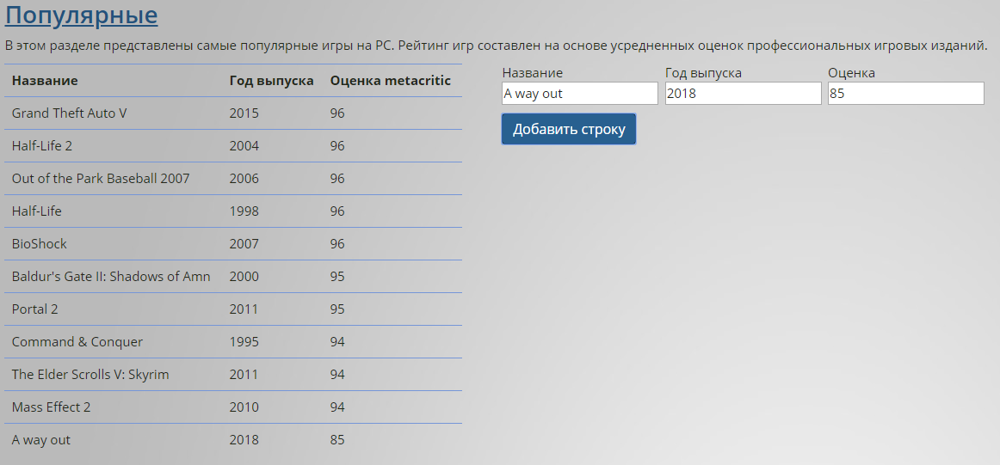 Популярные
В этом разделе представлены самые популярные игры на PC. Рейтинг игр составлен на основе усредненных оценок профессиональных игровых изданий.
Название Год выпуска Оценка metacritic
Grand Theft Auto V 2015 96
Half-Life 2 2004 96
Out of the Park Baseball 2007 2006 96
Half-Life 1998 96
BioShock 2007 96
Baldur's Gate II: Shadows of Amn 2000 95
Portal 2 2011 95
Command & Conquer 1995 94
The Elder Scrolls V: Skyrim 2011 94
Mass Effect 2 2010 94
A way out 2018 85
Название Год выпуска Оценка
A way out 2018 85
Добавить строку